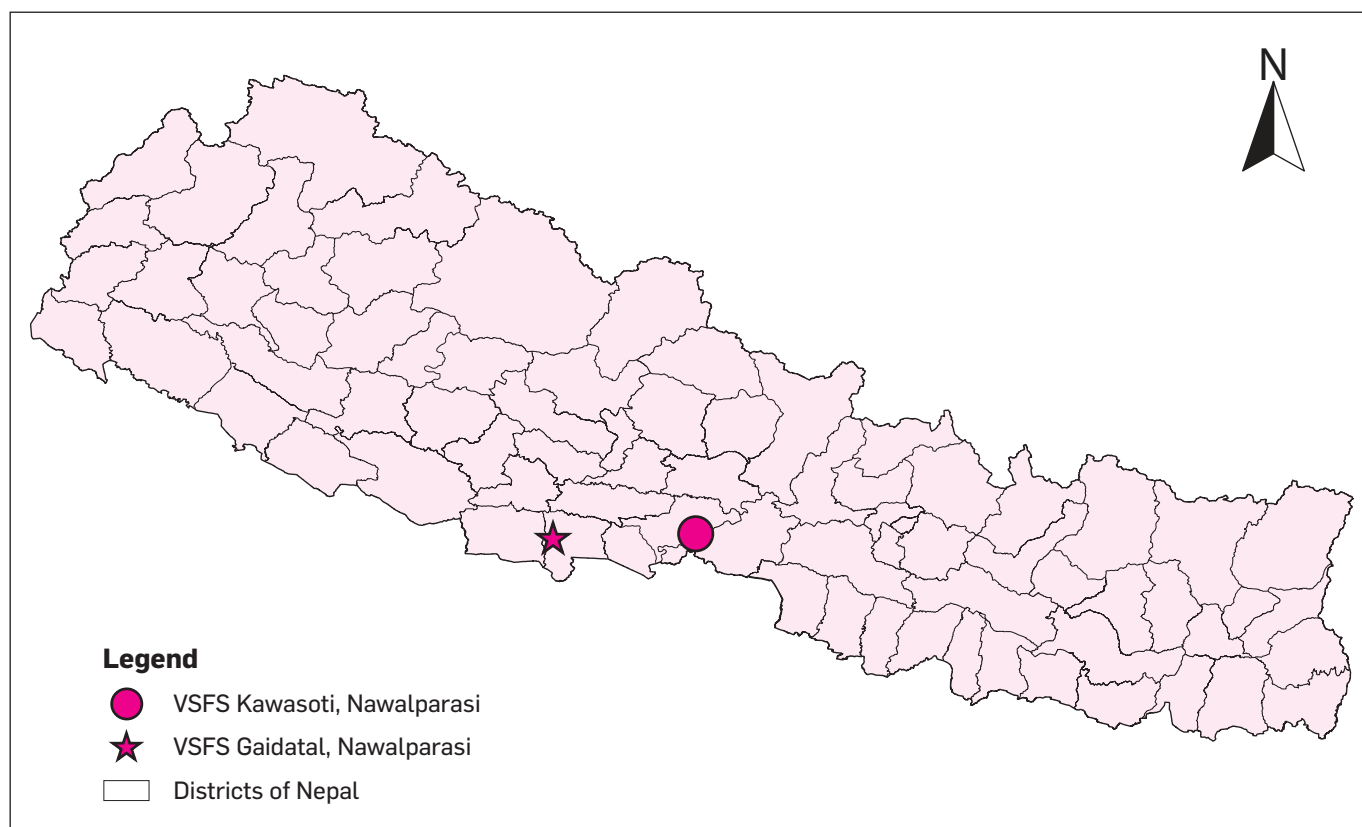 N
Legend
VSFS Kawasoti, Nawalparasi
VSFS Gaidatal, Nawalparasi
Districts of Nepal